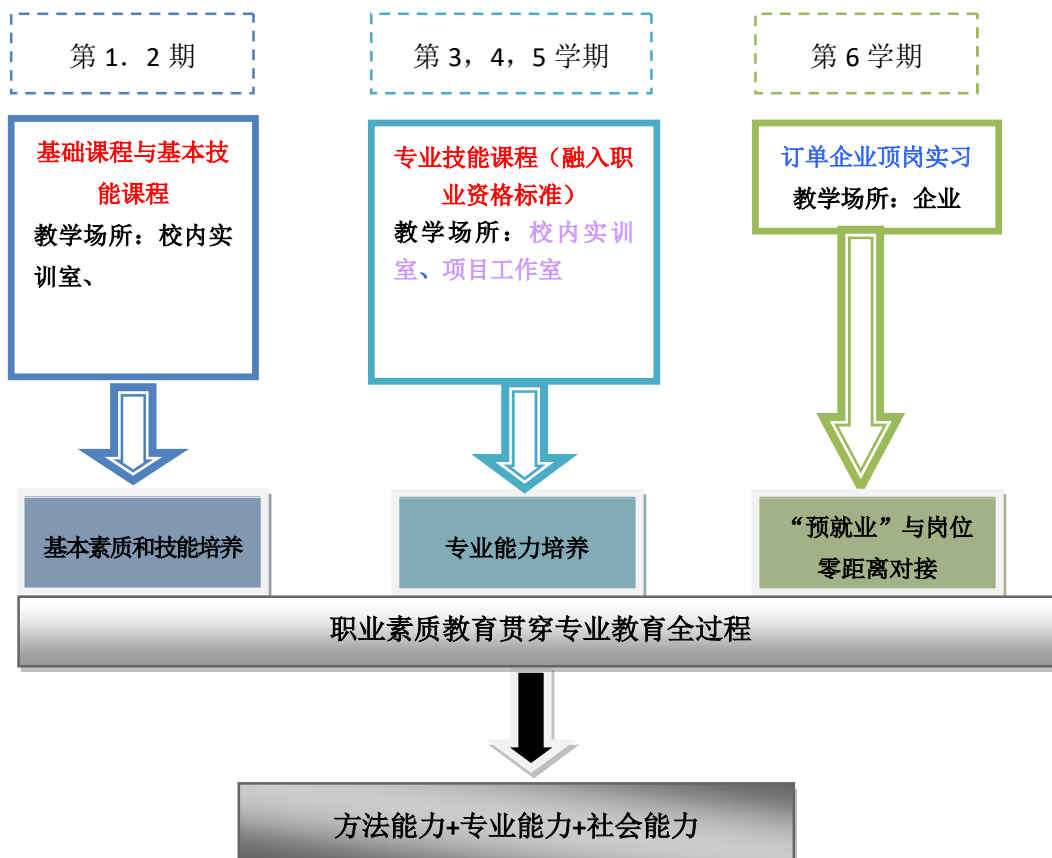 第 1．2 期
第 3，4，5 学期
第 6 学期
基础课程与基本技
能课程
教学场所：校内实
训室、
专业技能课程（融入职
业资格标准）
教学场所：校内实训
室、项目工作室
订单企业顶岗实习
教学场所：企业
基本素质和技能培养
专业能力培养
“预就业”与岗位
零距离对接
职业素质教育贯穿专业教育全过程
方法能力+专业能力+社会能力